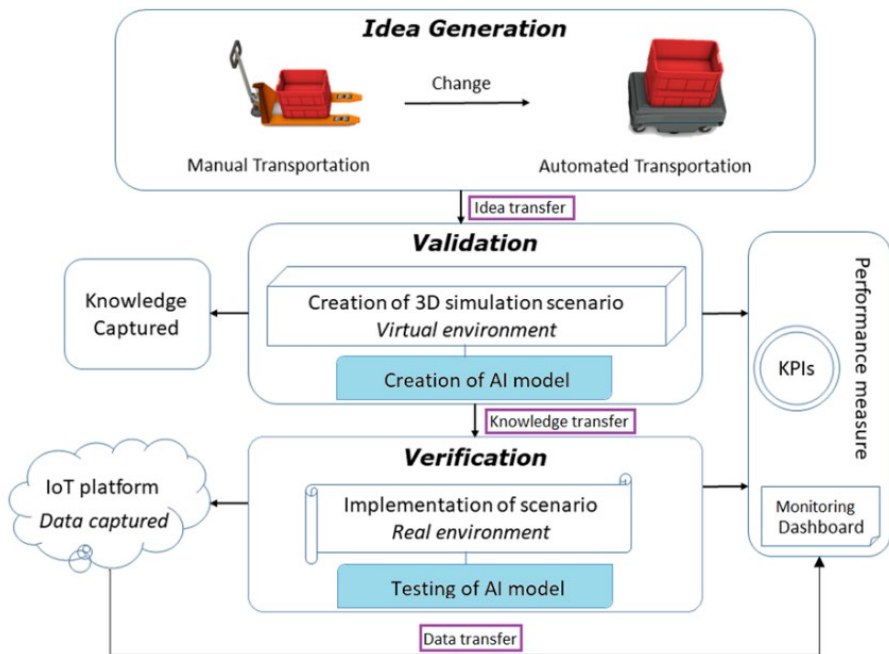 Idea Generation
Change
Manual Transportation
Automated Transportation
Idea transfer
Validation
Creation of 3D simulation scenario
Virtual environment
Creation of AI model
Knowledge
Captured
Knowledge transfer
Verification
Implementation of scenario
Real environment
Testing of AI model
IoT platform
Data captured
Performance measure
KPIs
Monitoring
Dashboard
Data transfer